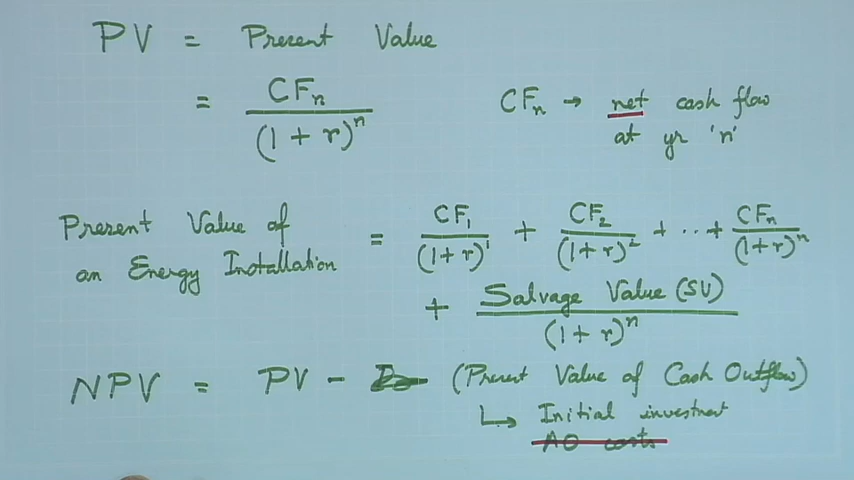 PV = Present Value
= CFn / (1 + r)^n
CFn → net cash flow
at yr 'n'
Present Value of
an Energy Installation
= CF1 / (1+r)^1 + CF2 / (1+r)^2 + ... + CFn / (1+r)^n
+ Salvage Value (SV) / (1 + r)^n
NPV = PV - (Present Value of Cash Outflow)
↳ Initial investment
AO costs